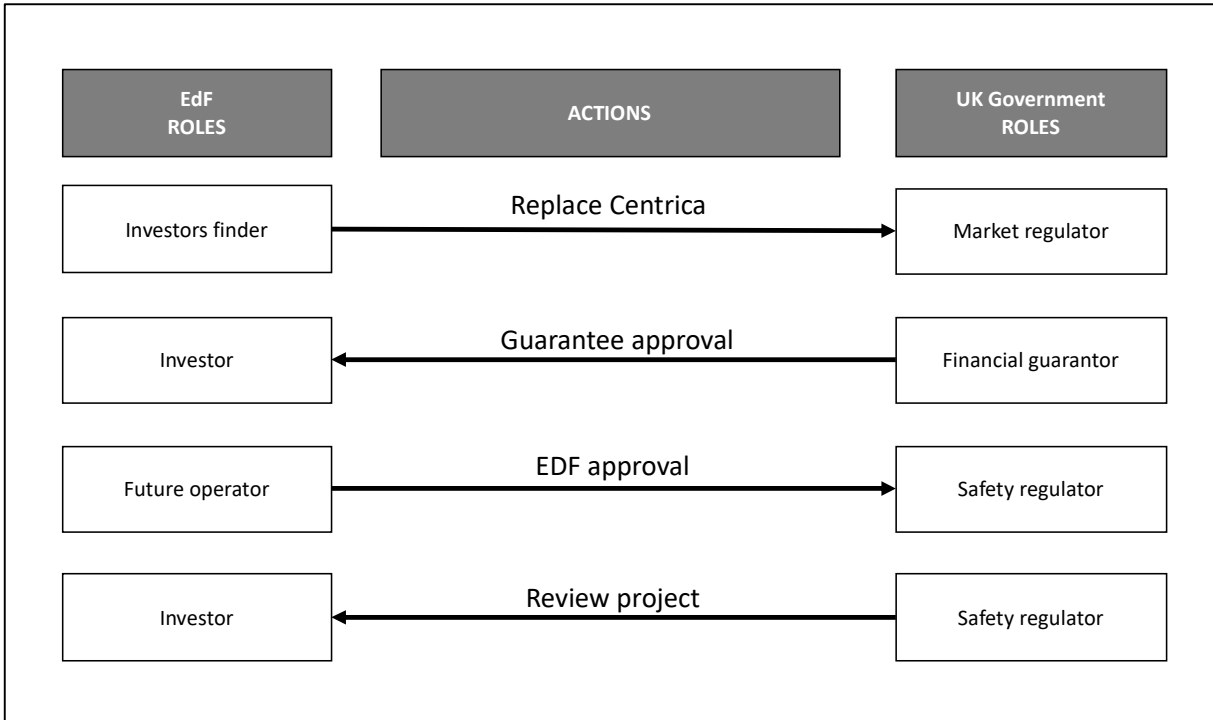 EdF
ROLES
ACTIONS
UK Government
ROLES
Investors finder
Replace Centrica
Market regulator
Investor
Guarantee approval
Financial guarantor
Future operator
EDF approval
Safety regulator
Investor
Review project
Safety regulator